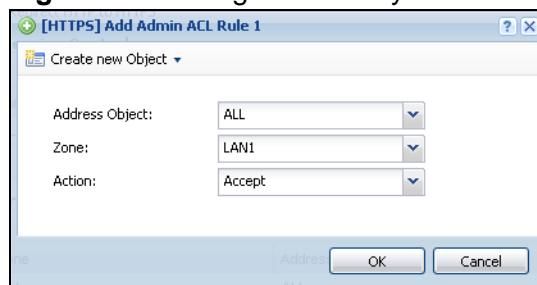 [HTTPS] Add Admin ACL Rule 1
Create new Object
Address Object: ALL
Zone: LAN1
Action: Accept
OK Cancel